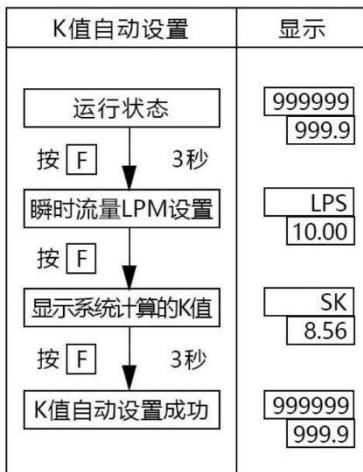 K值自动设置 显示
运行状态 999999
999.9
按 F 3秒
瞬时流量LPM设置 LPS
10.00
按 F
显示系统计算的K值 SK
8.56
按 F 3秒
K值自动设置成功 999999
999.9